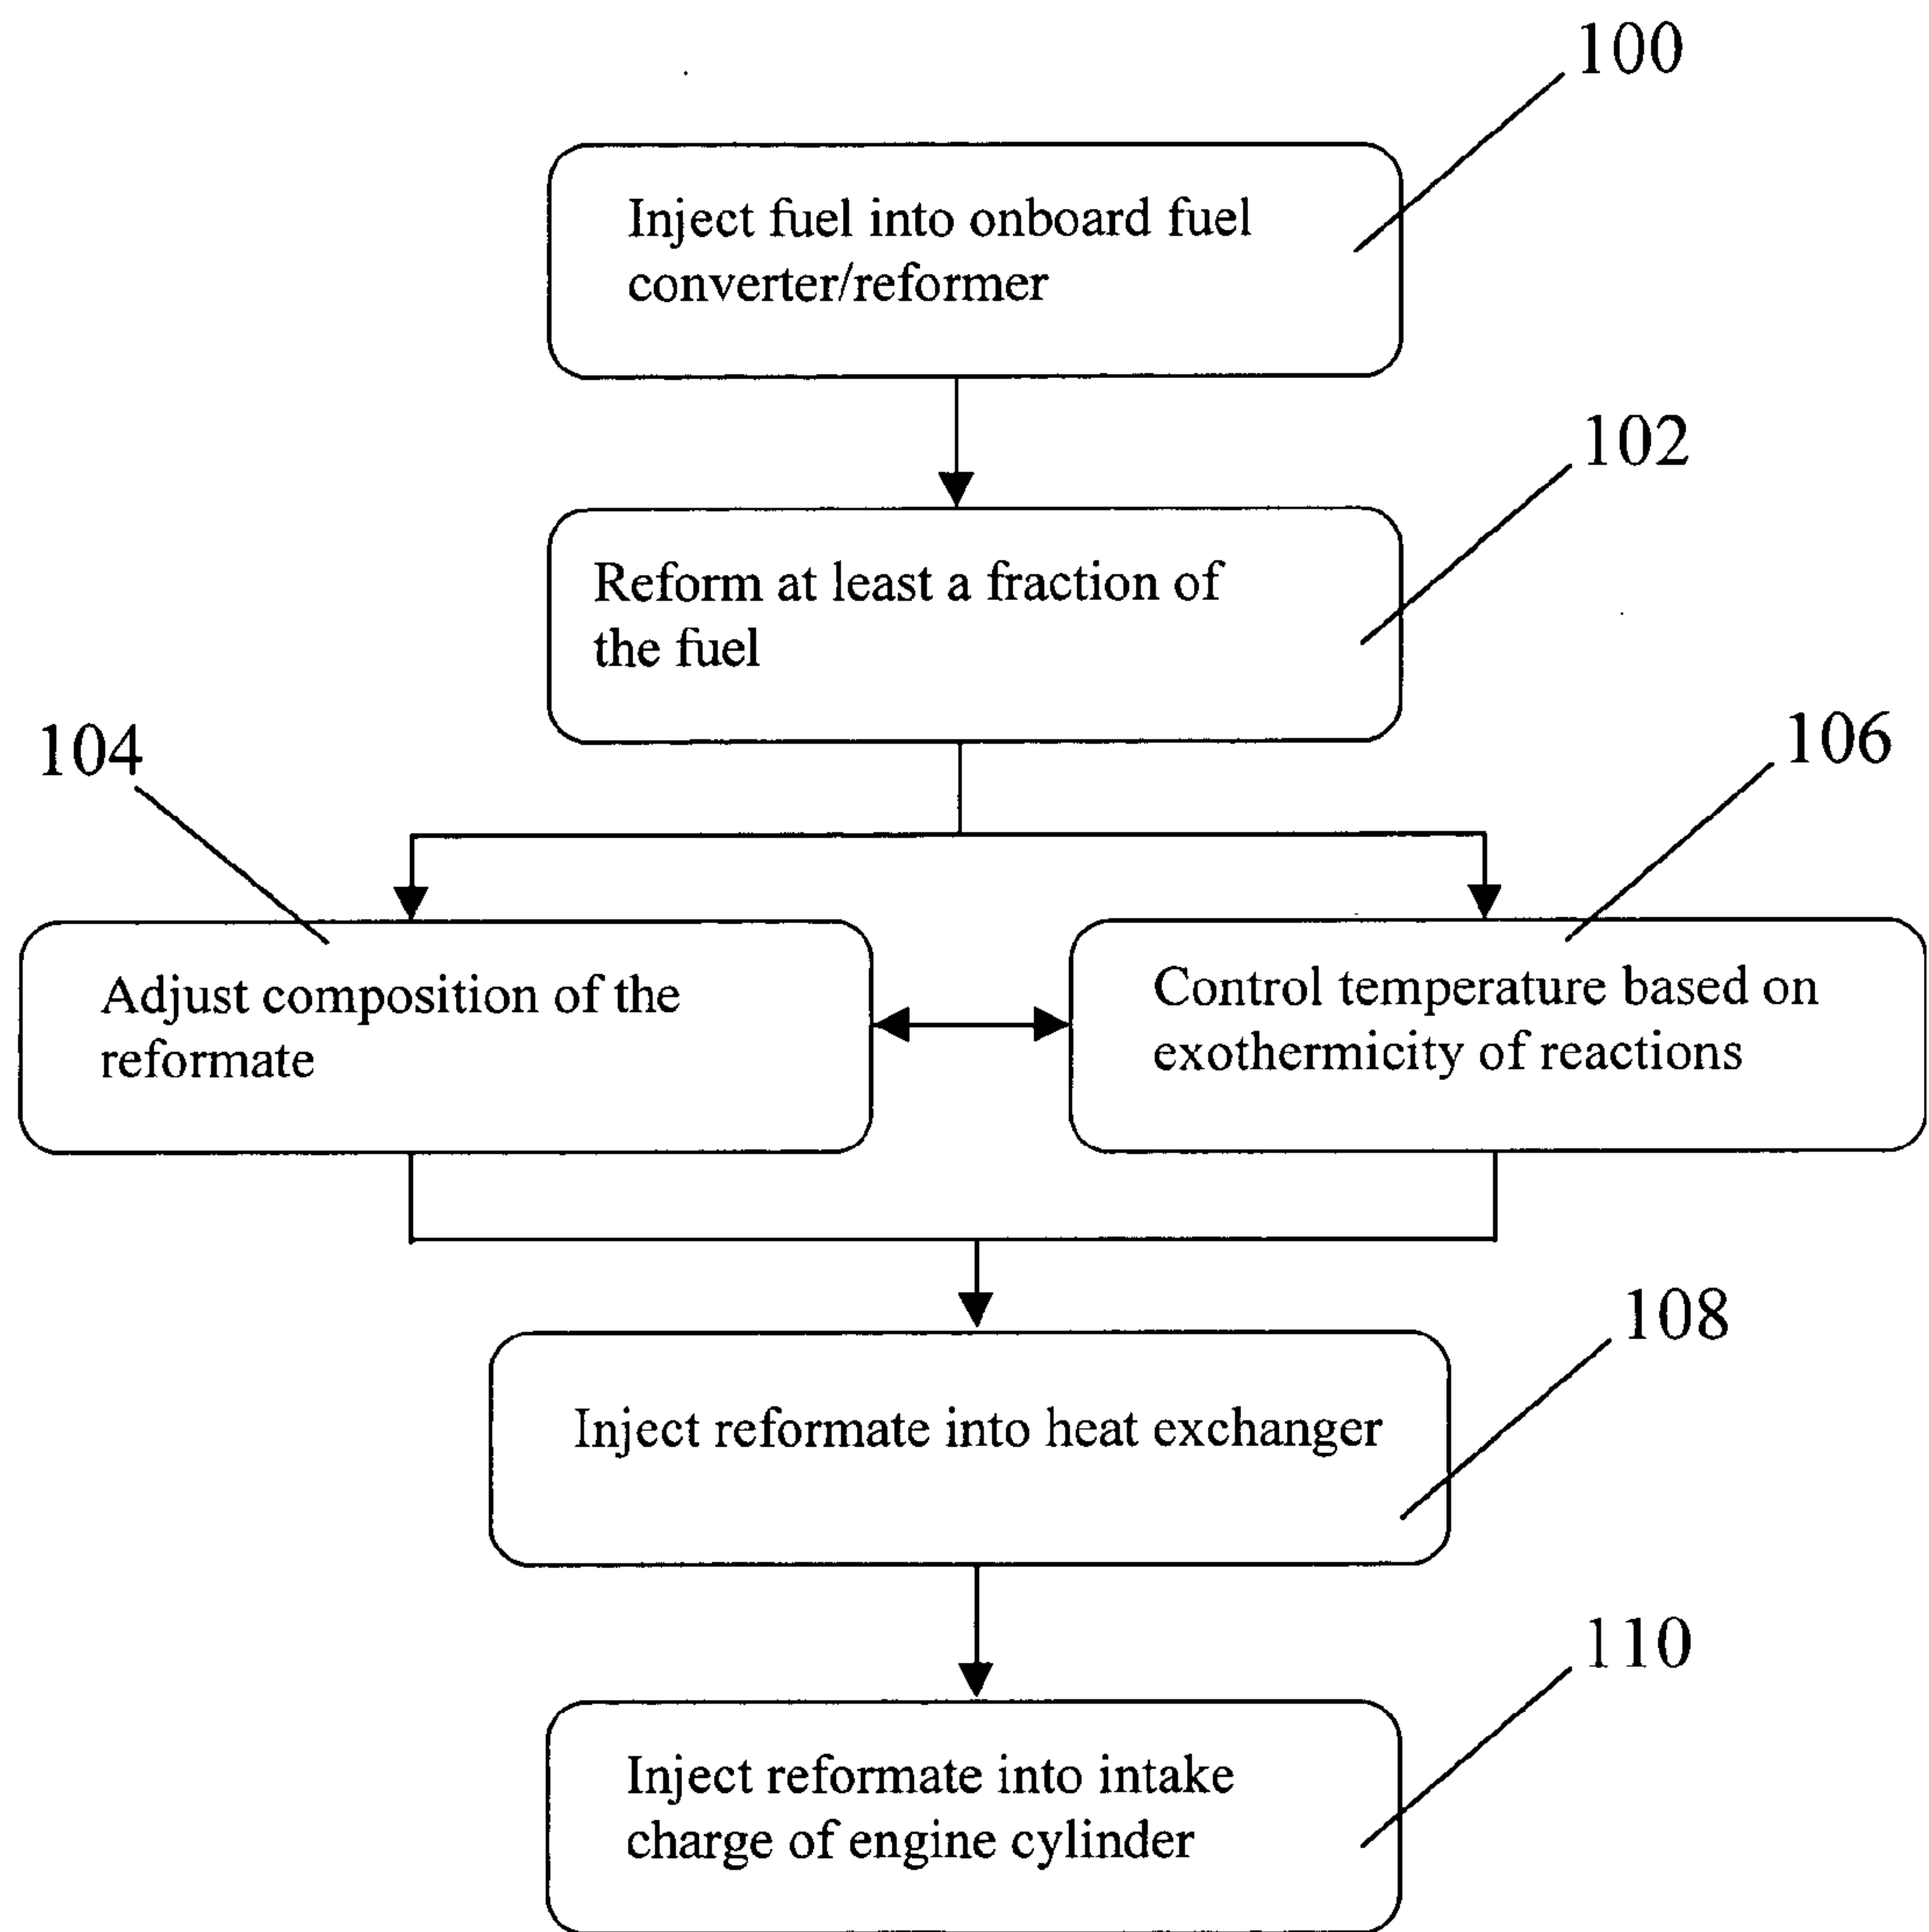 100
Inject fuel into onboard fuel
converter/reformer
102
Reform at least a fraction of
the fuel
104
106
Adjust composition of the
reformate
Control temperature based on
exothermicity of reactions
108
Inject reformate into heat exchanger
110
Inject reformate into intake
charge of engine cylinder